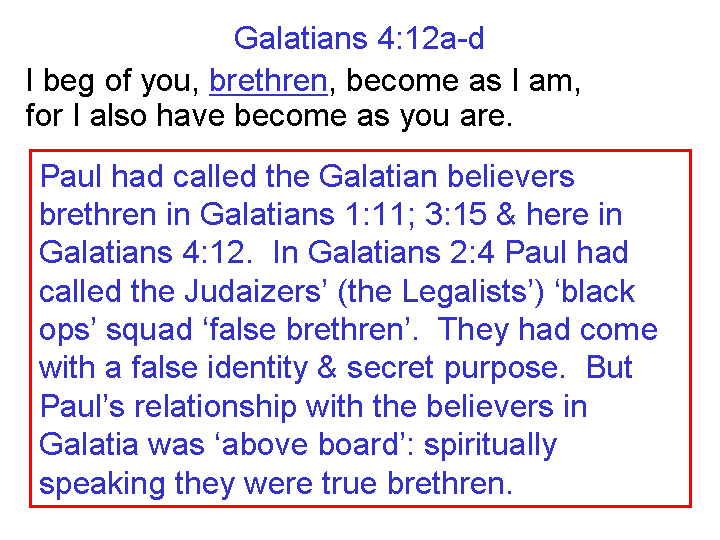 Galatians 4:12a-d
I beg of you, brethren, become as I am,
for I also have become as you are.
Paul had called the Galatian believers
brethren in Galatians 1:11; 3:15 & here in
Galatians 4:12.  In Galatians 2:4 Paul had
called the Judaizers’ (the Legalists’) ‘black
ops’ squad ‘false brethren’.  They had come
with a false identity & secret purpose.  But
Paul’s relationship with the believers in
Galatia was ‘above board’: spiritually
speaking they were true brethren.